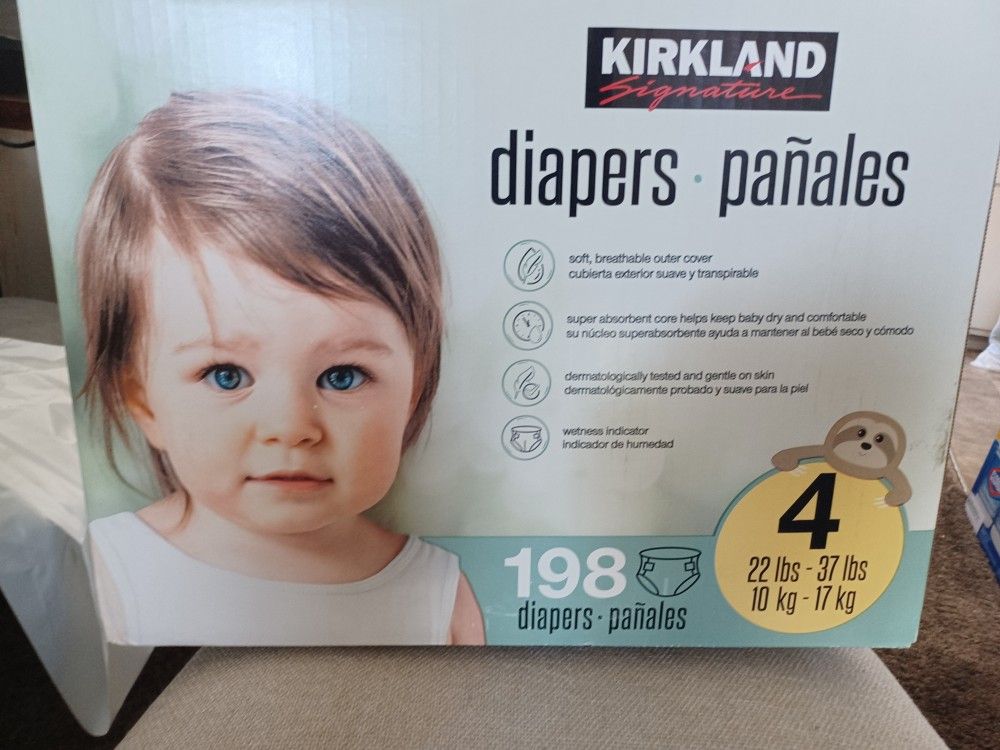 KIRKLAND
Signature
diapers · pañales
soft, breathable outer cover
cubierta exterior suave y transpirable
super absorbent core helps keep baby dry and comfortable
su núcleo superabsorbente ayuda a mantener al bebé seco y cómodo
dermatologically tested and gentle on skin
dermatológicamente probado y suave para la piel
wetness indicator
indicador de humedad
4
22 lbs - 37 lbs
10 kg - 17 kg
198
diapers · pañales